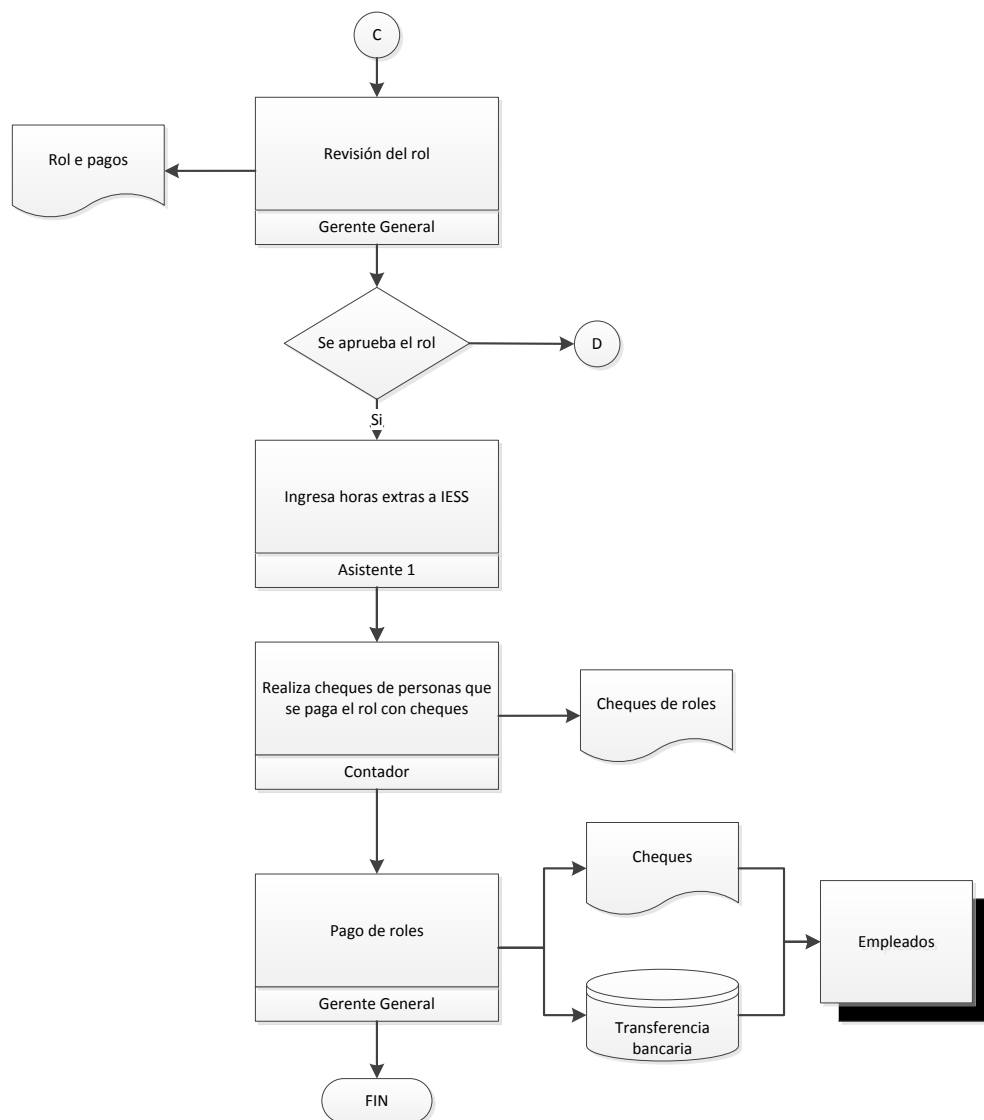 C
Revisión del rol
Rol e pagos
Gerente General
Se aprueba el rol
D
Si
Ingresa horas extras a IESS
Asistente 1
Realiza cheques de personas que
se paga el rol con cheques
Cheques de roles
Contador
Cheques
Pago de roles
Empleados
Gerente General
Transferencia
bancaria
FIN